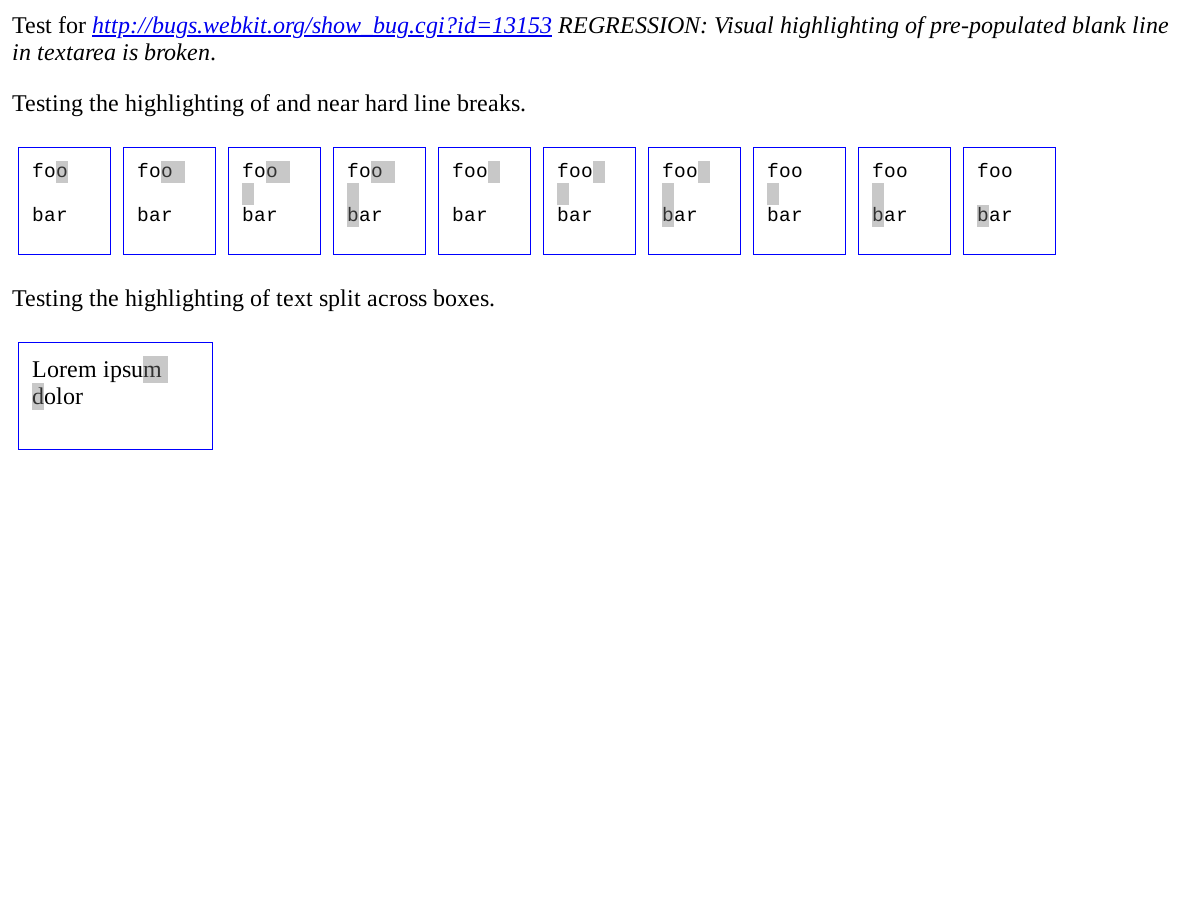 Test for http://bugs.webkit.org/show_bug.cgi?id=13153 REGRESSION: Visual highlighting of pre-populated blank line
in textarea is broken.
Testing the highlighting of and near hard line breaks.
foo foo foo foo foo foo foo foo foo foo
bar bar bar bar bar bar bar bar bar bar
Testing the highlighting of text split across boxes.
Lorem ipsum
dolor